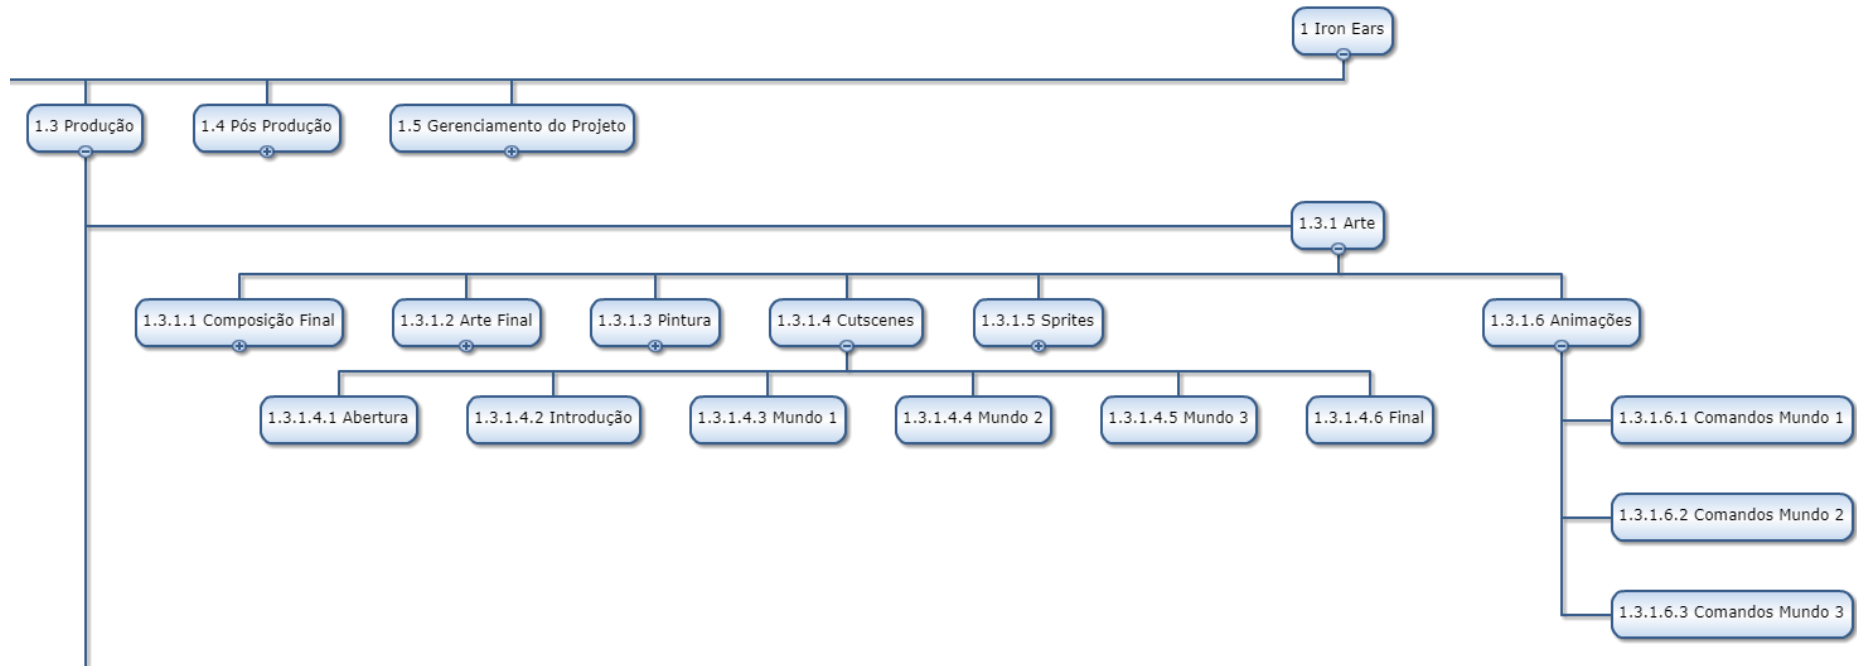 1 Iron Ears
1.3 Produção
1.4 Pós Produção
1.5 Gerenciamento do Projeto
1.3.1 Arte
1.3.1.1 Composição Final
1.3.1.2 Arte Final
1.3.1.3 Pintura
1.3.1.4 Cutscenes
1.3.1.5 Sprites
1.3.1.6 Animações
1.3.1.4.1 Abertura
1.3.1.4.2 Introdução
1.3.1.4.3 Mundo 1
1.3.1.4.4 Mundo 2
1.3.1.4.5 Mundo 3
1.3.1.4.6 Final
1.3.1.6.1 Comandos Mundo 1
1.3.1.6.2 Comandos Mundo 2
1.3.1.6.3 Comandos Mundo 3